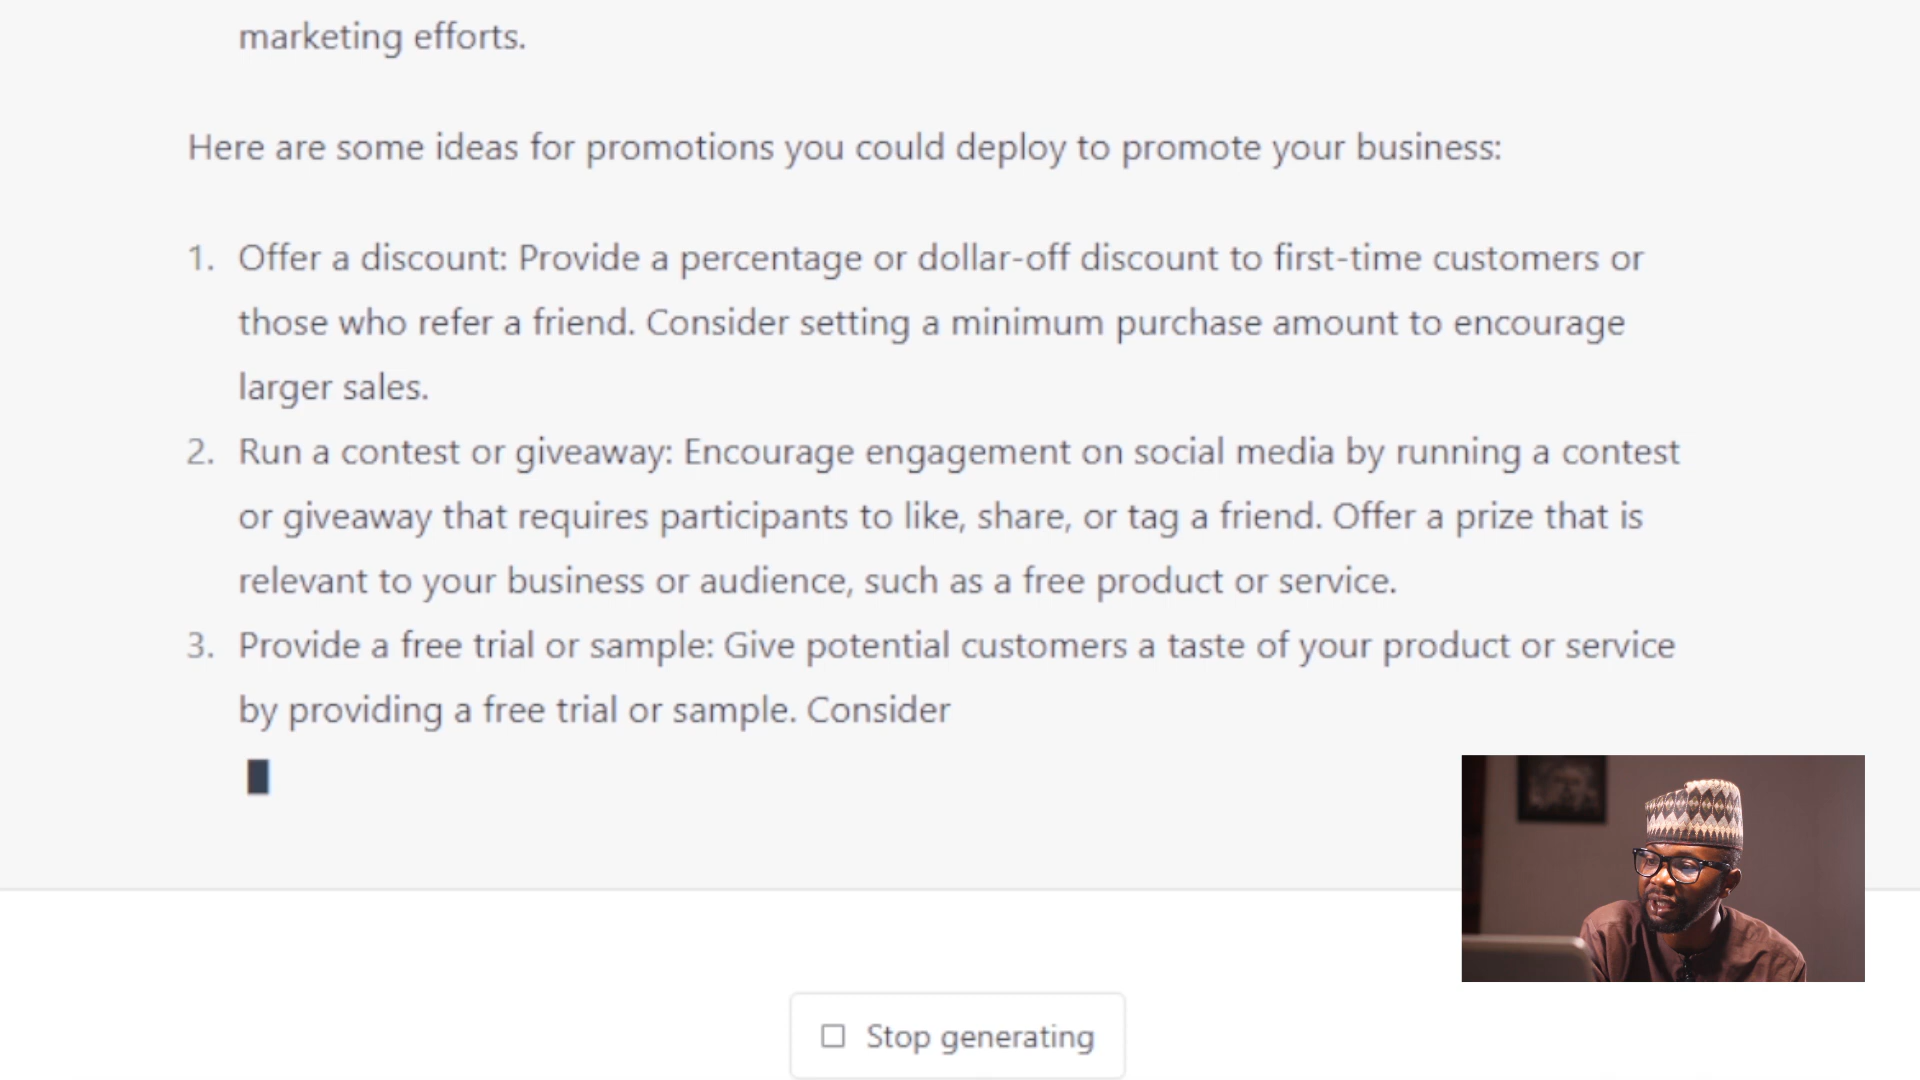 marketing efforts.
Here are some ideas for promotions you could deploy to promote your business:
1. Offer a discount: Provide a percentage or dollar-off discount to first-time customers or
those who refer a friend. Consider setting a minimum purchase amount to encourage
larger sales.
2. Run a contest or giveaway: Encourage engagement on social media by running a contest
or giveaway that requires participants to like, share, or tag a friend. Offer a prize that is
relevant to your business or audience, such as a free product or service.
3. Provide a free trial or sample: Give potential customers a taste of your product or service
by providing a free trial or sample. Consider
Stop generating